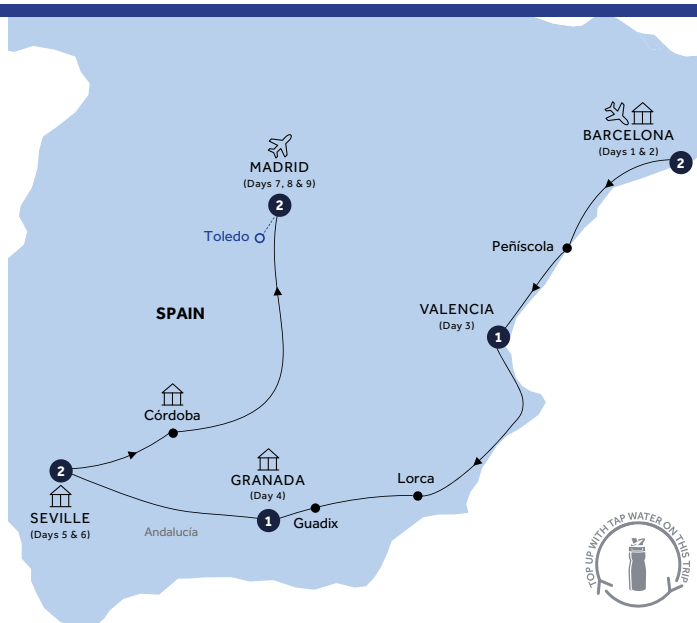 BARCELONA
(Days 1 & 2)
2
MADRID
(Days 7, 8 & 9)
2
Toledo
Peñíscola
SPAIN
VALENCIA
(Day 3)
1
Córdoba
2
SEVILLE
(Days 5 & 6)
GRANADA
(Day 4)
1
Guadix
Lorca
Andalucía
TOP UP WITH TAP WATER ON THIS TRIP